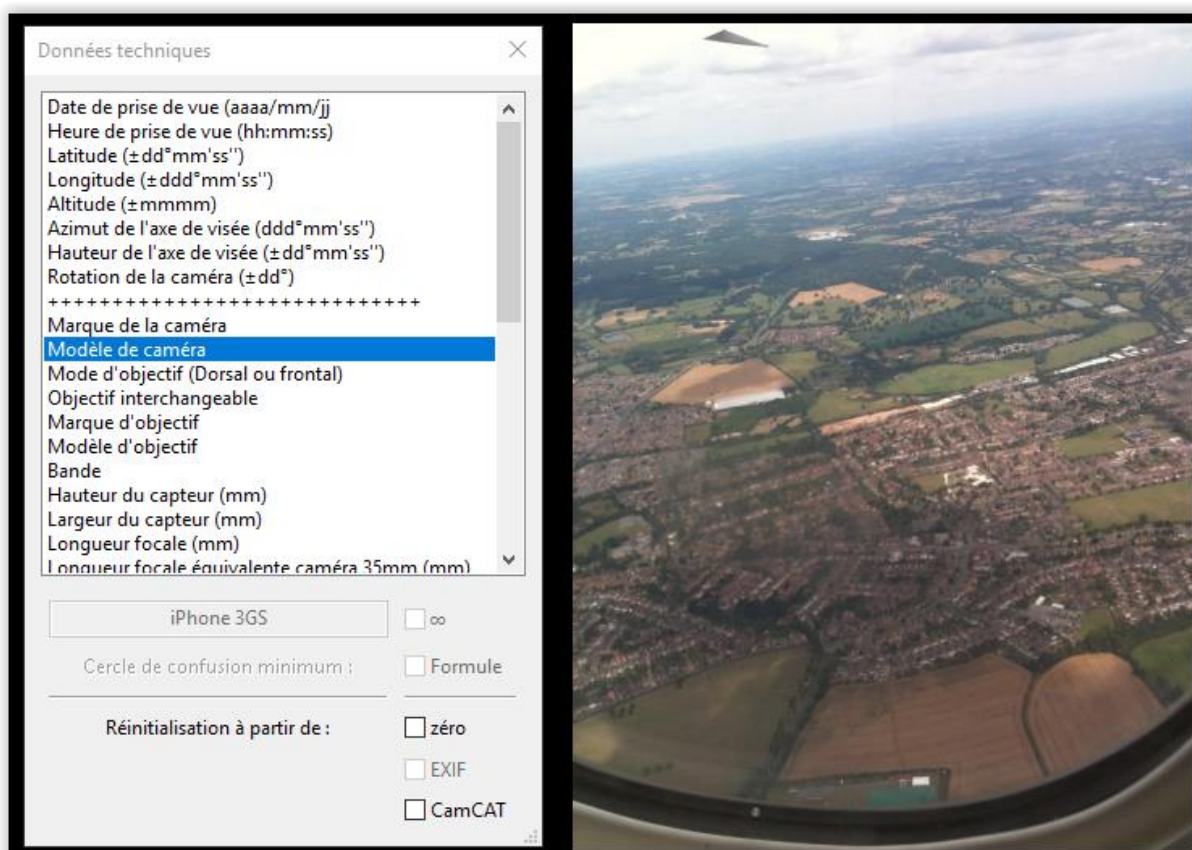 Données techniques
Date de prise de vue (aaaa/mm/jj
Heure de prise de vue (hh:mm:ss)
Latitude (±dd°mm'ss'')
Longitude (±ddd°mm'ss'')
Altitude (±mmmm)
Azimut de l'axe de visée (ddd°mm'ss'')
Hauteur de l'axe de visée (±dd°mm'ss'')
Rotation de la caméra (±dd°)
+++++++++++++++++++++++++++++
Marque de la caméra
Modèle de caméra
Mode d'objectif (Dorsal ou frontal)
Objectif interchangeable
Marque d'objectif
Modèle d'objectif
Bande
Hauteur du capteur (mm)
Largeur du capteur (mm)
Longueur focale (mm)
Longueur focale équivalente caméra 35mm (mm)
iPhone 3GS
∞
Cercle de confusion minimum :
Formule
Réinitialisation à partir de :
zéro
EXIF
CamCAT